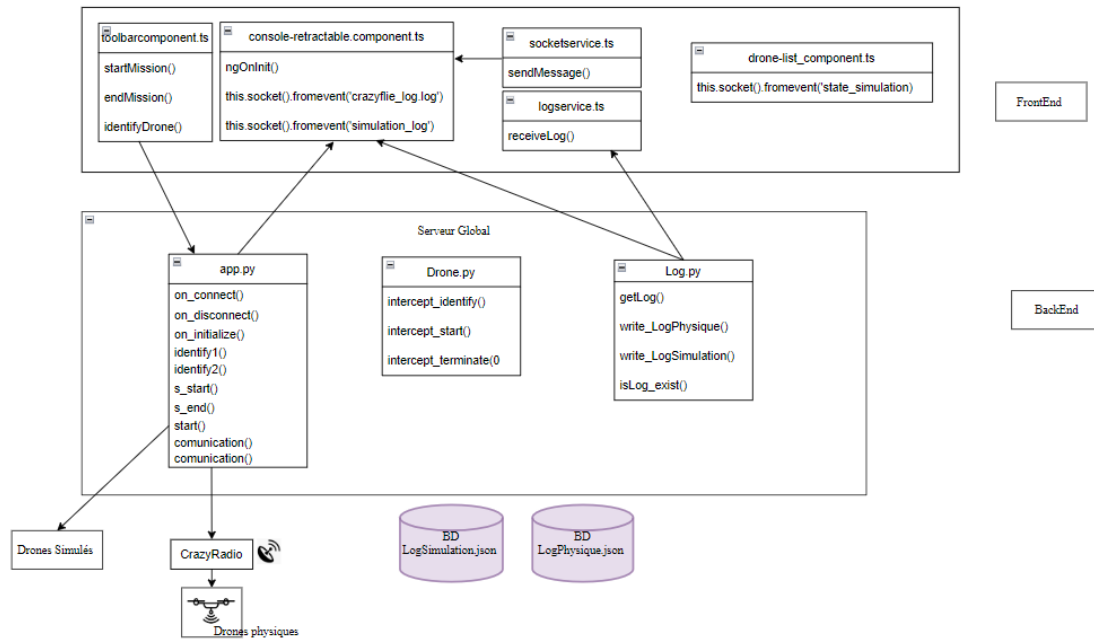 toolbarcomponent.ts
startMission()
endMission()
identifyDrone()
console-retractable.component.ts
ngOnInit()
this.socket().fromevent('crazyflie_log.log')
this.socket().fromevent('simulation_log')
socketservice.ts
sendMessage()
logservice.ts
receiveLog()
drone-list_component.ts
this.socket().fromevent('state_simulation)
FrontEnd
Serveur Global
app.py
on_connect()
on_disconnect()
on_initialize()
identify1()
identify2()
s_start()
s_end()
start()
comunication()
comunication()
Drone.py
intercept_identify()
intercept_start()
intercept_terminate(0
Log.py
getLog()
write_LogPhysique()
write_LogSimulation()
isLog_exist()
BackEnd
Drones Simulés
CrazyRadio
Drones physiques
BD
LogSimulation.json
BD
LogPhysique.json